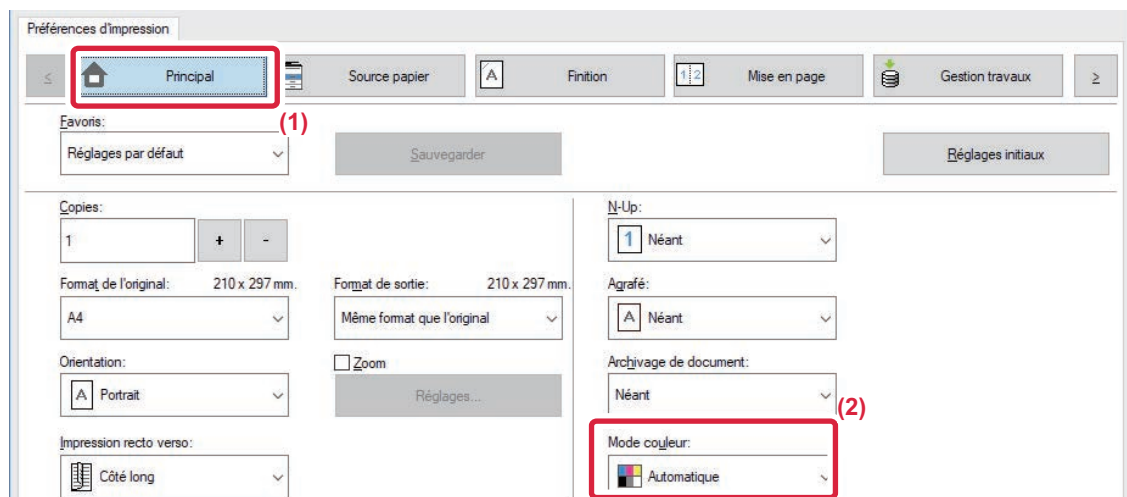 Préférences d'impression
≤ Principal Source papier A Finition 1 2 Mise en page Gestion travaux ≥
(1)
Favoris:
Réglages par défaut Sauvegarder Réglages initiaux
Copies: N-Up:
1 + - 1 Néant
Format de l'original: 210 x 297 mm. Format de sortie: 210 x 297 mm. Agrafé:
A4 Même format que l'original A Néant
Orientation: Zoom Archivage de document:
A Portrait Réglages... Néant
(2)
Impression recto verso: Mode couleur:
Côté long Automatique